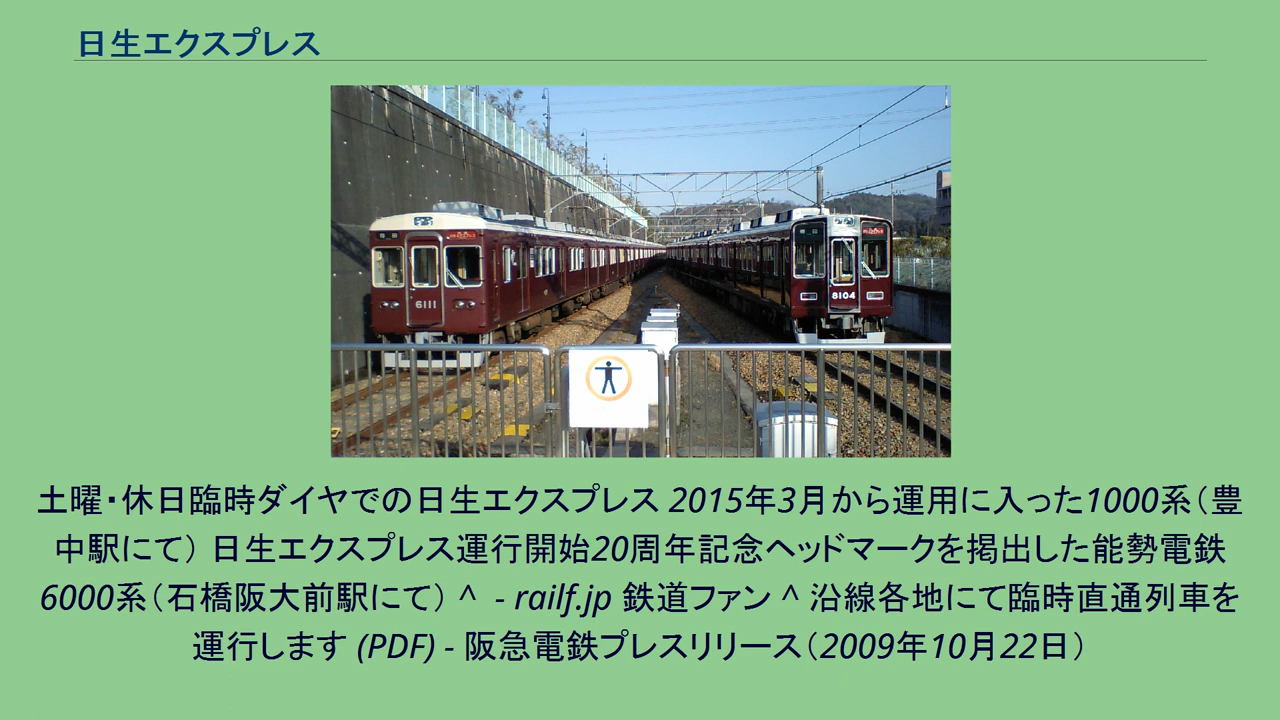 日生エクスプレス
6111
8104
土曜・休日臨時ダイヤでの日生エクスプレス 2015年3月から運用に入った1000系（豊
中駅にて） 日生エクスプレス運行開始20周年記念ヘッドマークを掲出した能勢電鉄
6000系（石橋阪大前駅にて） ^ - railf.jp 鉄道ファン ^ 沿線各地にて臨時直通列車を
運行します (PDF) - 阪急電鉄プレスリリース（2009年10月22日）